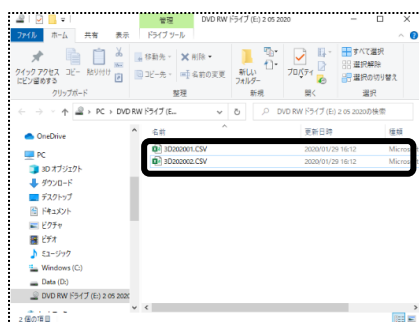 管理 DVD RW ドライブ (E:) 2 05 2020
ファイル ホーム 共有 表示 ドライブ ツール
クイック アクセスにピン留めする
コピー
貼り付け
移動先
コピー先
削除
名前の変更
新しいフォルダー
プロパティ
すべて選択
選択解除
選択の切り替え
クリップボード 整理 新規 開く 選択
PC › DVD RW ドライブ (E...
DVD RW ドライブ (E:) 2 05 2020の検索
名前 更新日時 種類
OneDrive
PC
3D オブジェクト
ダウンロード
デスクトップ
ドキュメント
ピクチャ
ビデオ
ミュージック
Windows (C:)
Data (D:)
DVD RW ドライブ (E:) 2 05 2020
3D202001.CSV 2020/01/29 16:12 Micros
3D202002.CSV 2020/01/29 16:12 Micros
2 個の項目